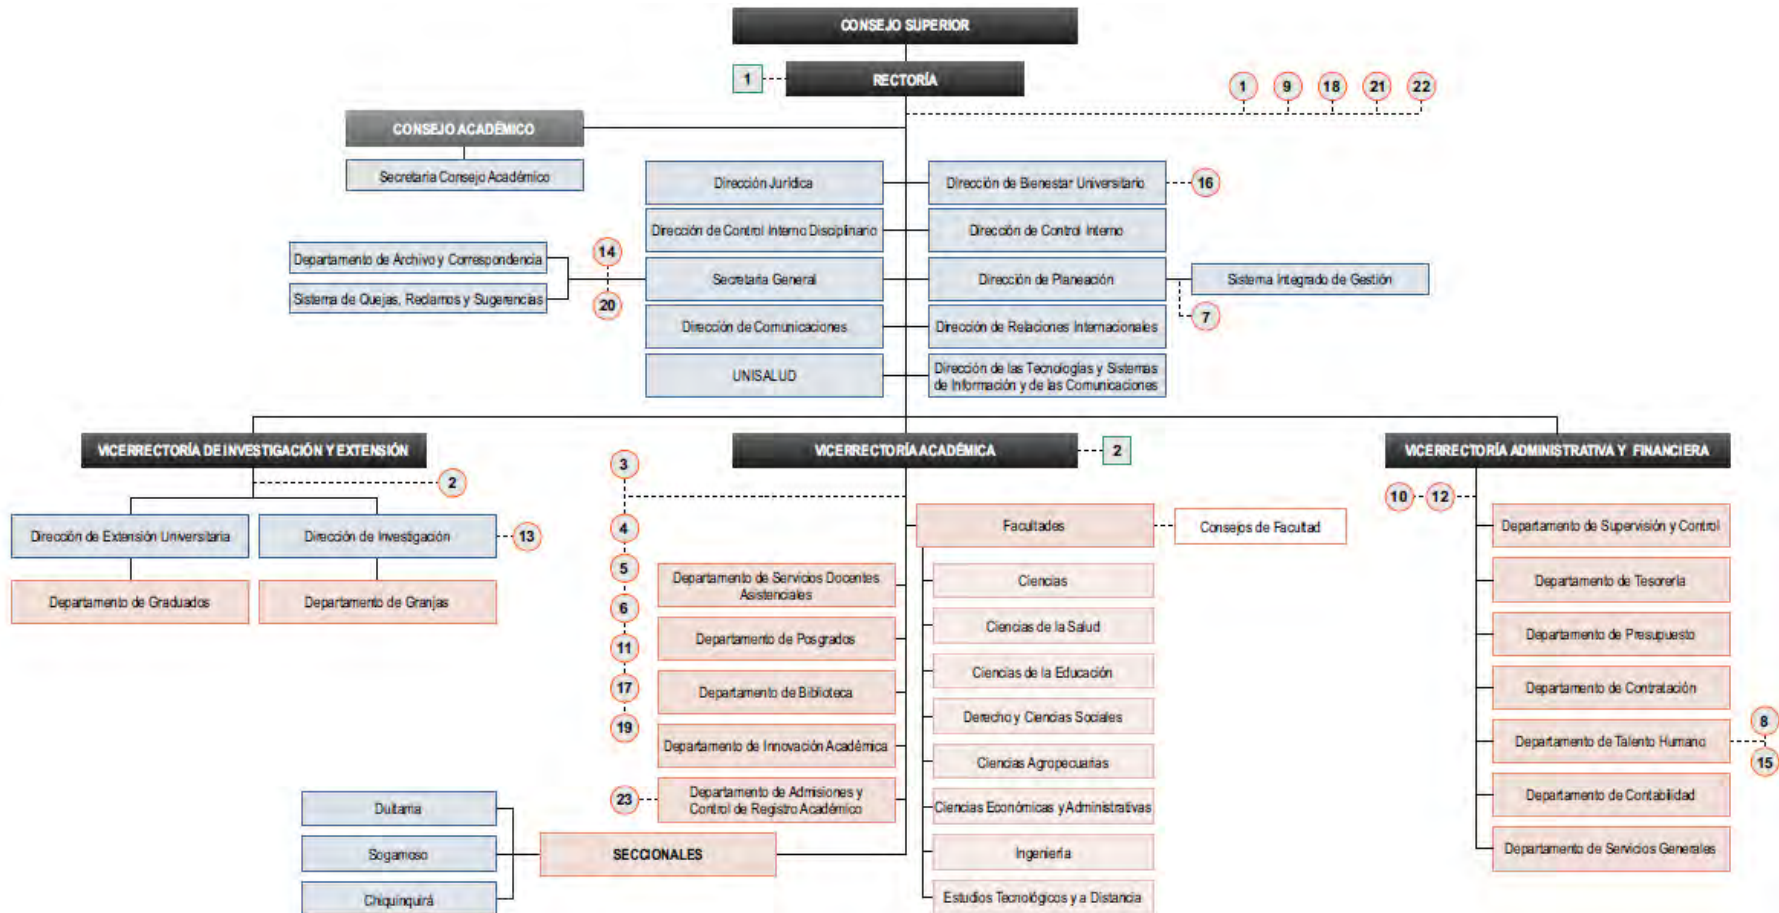 CONSEJO SUPERIOR
1
RECTORÍA
1 9 18 21 22
CONSEJO ACADÉMICO
Secretaria Consejo Académico
Dirección Jurídica
Dirección de Bienestar Universitario
16
Dirección de Control Interno Disciplinario
Dirección de Control Interno
Departamento de Archivo y Correspondencia
Sistema de Quejas, Reclamos y Sugerencias
14
20
Secretaria General
Dirección de Planeación
Sistema Integrado de Gestión
7
Dirección de Comunicaciones
Dirección de Relaciones Internacionales
UNISALUD
Dirección de las Tecnologías y Sistemas
de Información y de las Comunicaciones
VICERRECTORÍA DE INVESTIGACIÓN Y EXTENSIÓN
2
Dirección de Extensión Universitaria
Dirección de Investigación
13
Departamento de Graduados
Departamento de Granjas
VICERRECTORÍA ACADÉMICA
2
3
4
5
6
11
17
19
Facultades
Consejos de Facultad
Departamento de Servicios Docentes
Asistenciales
Departamento de Posgrados
Departamento de Biblioteca
Departamento de Innovación Académica
23
Departamento de Admisiones y
Control de Registro Académico
Ciencias
Ciencias de la Salud
Ciencias de la Educación
Derecho y Ciencias Sociales
Ciencias Agropecuarias
Ciencias Económicas y Administrativas
Ingeniería
Estudios Tecnológicos y a Distancia
SECCIONALES
Duitama
Sogamoso
Chiquinquirá
VICERRECTORÍA ADMINISTRATIVA Y FINANCIERA
10 12
Departamento de Supervisión y Control
Departamento de Tesorería
Departamento de Presupuesto
Departamento de Contratación
Departamento de Talento Humano
8
15
Departamento de Contabilidad
Departamento de Servicios Generales